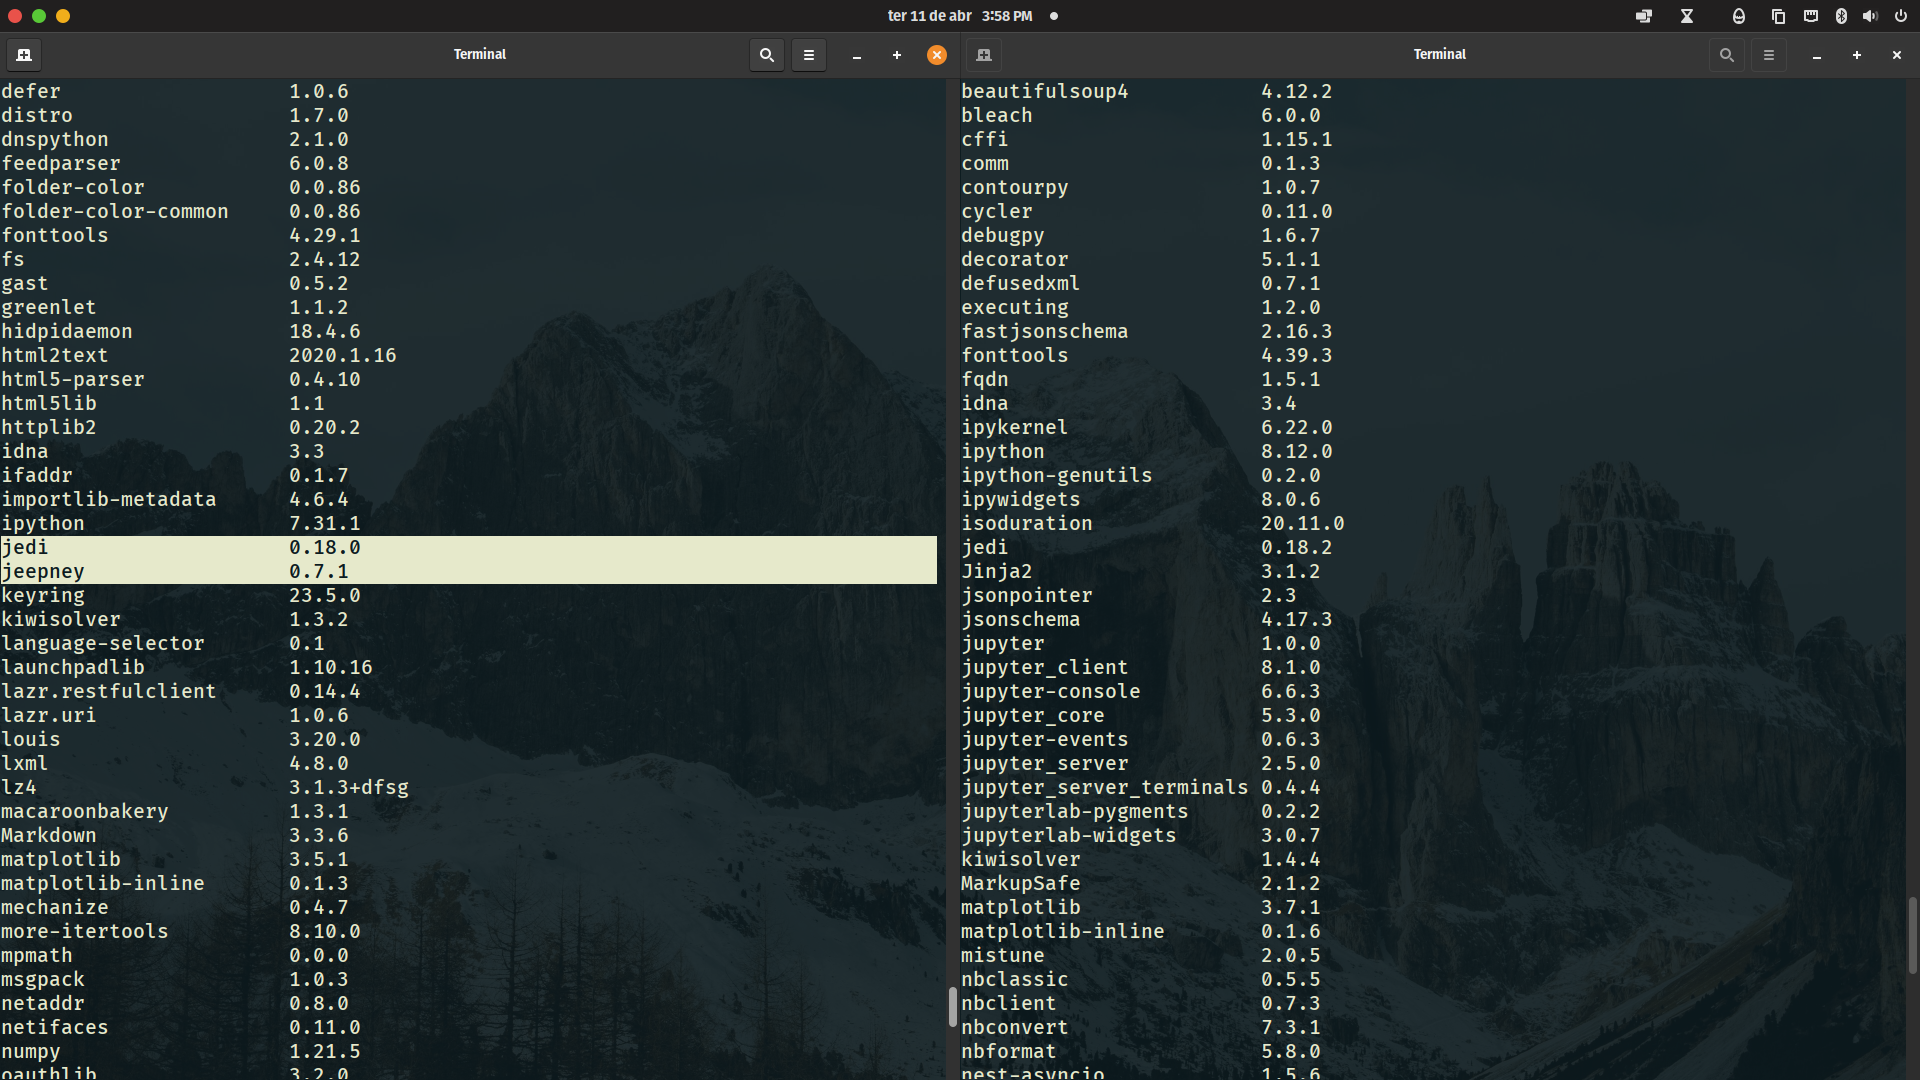 ter 11 de abr 3:58 PM
Terminal
defer 1.0.6
distro 1.7.0
dnspython 2.1.0
feedparser 6.0.8
folder-color 0.0.86
folder-color-common 0.0.86
fonttools 4.29.1
fs 2.4.12
gast 0.5.2
greenlet 1.1.2
hidpidaemon 18.4.6
html2text 2020.1.16
html5-parser 0.4.10
html5lib 1.1
httplib2 0.20.2
idna 3.3
ifaddr 0.1.7
importlib-metadata 4.6.4
ipython 7.31.1
jedi 0.18.0
jeepney 0.7.1
keyring 23.5.0
kiwisolver 1.3.2
language-selector 0.1
launchpadlib 1.10.16
lazr.restfulclient 0.14.4
lazr.uri 1.0.6
louis 3.20.0
lxml 4.8.0
lz4 3.1.3+dfsg
macaroonbakery 1.3.1
Markdown 3.3.6
matplotlib 3.5.1
matplotlib-inline 0.1.3
mechanize 0.4.7
more-itertools 8.10.0
mpmath 0.0.0
msgpack 1.0.3
netaddr 0.8.0
netifaces 0.11.0
numpy 1.21.5
oauthlib 3.2.0
Terminal
beautifulsoup4 4.12.2
bleach 6.0.0
cffi 1.15.1
comm 0.1.3
contourpy 1.0.7
cycler 0.11.0
debugpy 1.6.7
decorator 5.1.1
defusedxml 0.7.1
executing 1.2.0
fastjsonschema 2.16.3
fonttools 4.39.3
fqdn 1.5.1
idna 3.4
ipykernel 6.22.0
ipython 8.12.0
ipython-genutils 0.2.0
ipywidgets 8.0.6
isoduration 20.11.0
jedi 0.18.2
Jinja2 3.1.2
jsonpointer 2.3
jsonschema 4.17.3
jupyter 1.0.0
jupyter_client 8.1.0
jupyter-console 6.6.3
jupyter_core 5.3.0
jupyter-events 0.6.3
jupyter_server 2.5.0
jupyter_server_terminals 0.4.4
jupyterlab-pygments 0.2.2
jupyterlab-widgets 3.0.7
kiwisolver 1.4.4
MarkupSafe 2.1.2
matplotlib 3.7.1
matplotlib-inline 0.1.6
mistune 2.0.5
nbclassic 0.5.5
nbclient 0.7.3
nbconvert 7.3.1
nbformat 5.8.0
nest-asyncio 1.5.6